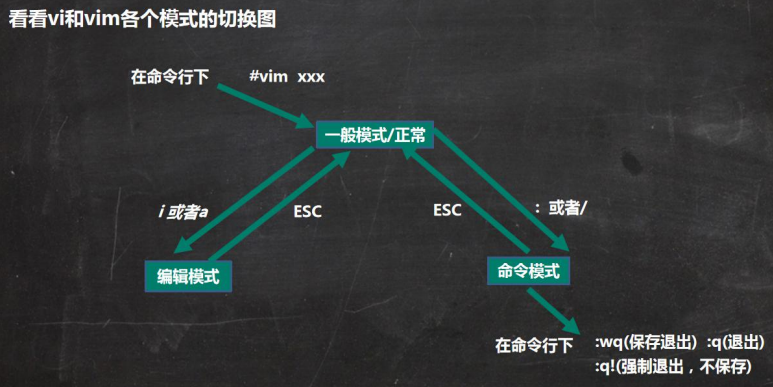 看看vi和vim各个模式的切换图
在命令行下 #vim xxx
一般模式/正常
i 或者a
ESC
ESC
: 或者/
编辑模式
命令模式
在命令行下
:wq(保存退出) :q(退出)
:q!(强制退出，不保存)